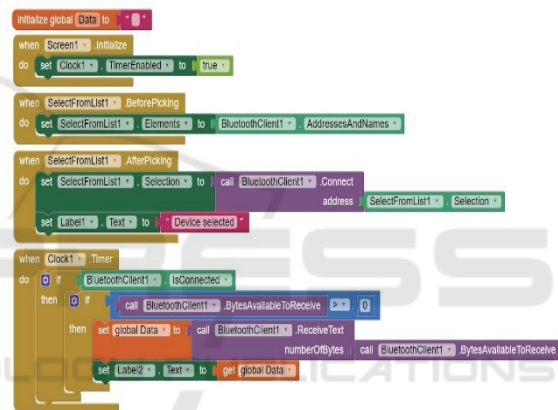 initialize global Data to " "
when Screen1 .Initialize
do set Clock1 . TimerEnabled to true
when SelectFromList1 .BeforePicking
do set SelectFromList1 . Elements to BluetoothClient1 . AddressesAndNames
when SelectFromList1 .AfterPicking
do set SelectFromList1 . Selection to call BluetoothClient1 .Connect
address SelectFromList1 . Selection
set Label1 . Text to " Device selected "
when Clock1 .Timer
do if BluetoothClient1 . IsConnected
then if call BluetoothClient1 .BytesAvailableToReceive > 0
then set global Data to call BluetoothClient1 .ReceiveText
numberOfBytes call BluetoothClient1 .BytesAvailableToReceive
set Label2 . Text to get global Data